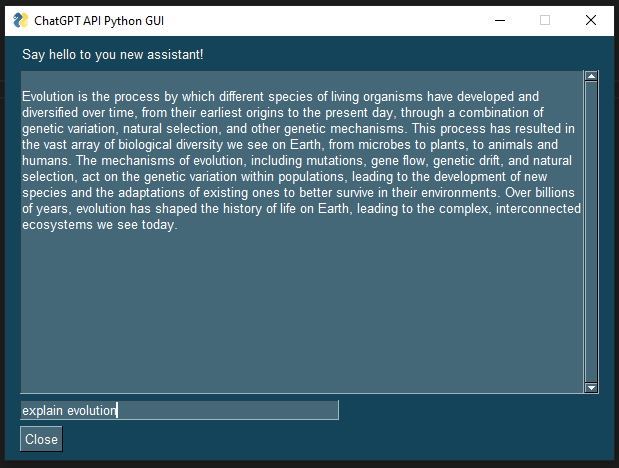 ChatGPT API Python GUI
Say hello to you new assistant!
Evolution is the process by which different species of living organisms have developed and
diversified over time, from their earliest origins to the present day, through a combination of
genetic variation, natural selection, and other genetic mechanisms. This process has resulted in
the vast array of biological diversity we see on Earth, from microbes to plants, to animals and
humans. The mechanisms of evolution, including mutations, gene flow, genetic drift, and natural
selection, act on the genetic variation within populations, leading to the development of new
species and the adaptations of existing ones to better survive in their environments. Over billions
of years, evolution has shaped the history of life on Earth, leading to the complex, interconnected
ecosystems we see today.
explain evolution
Close